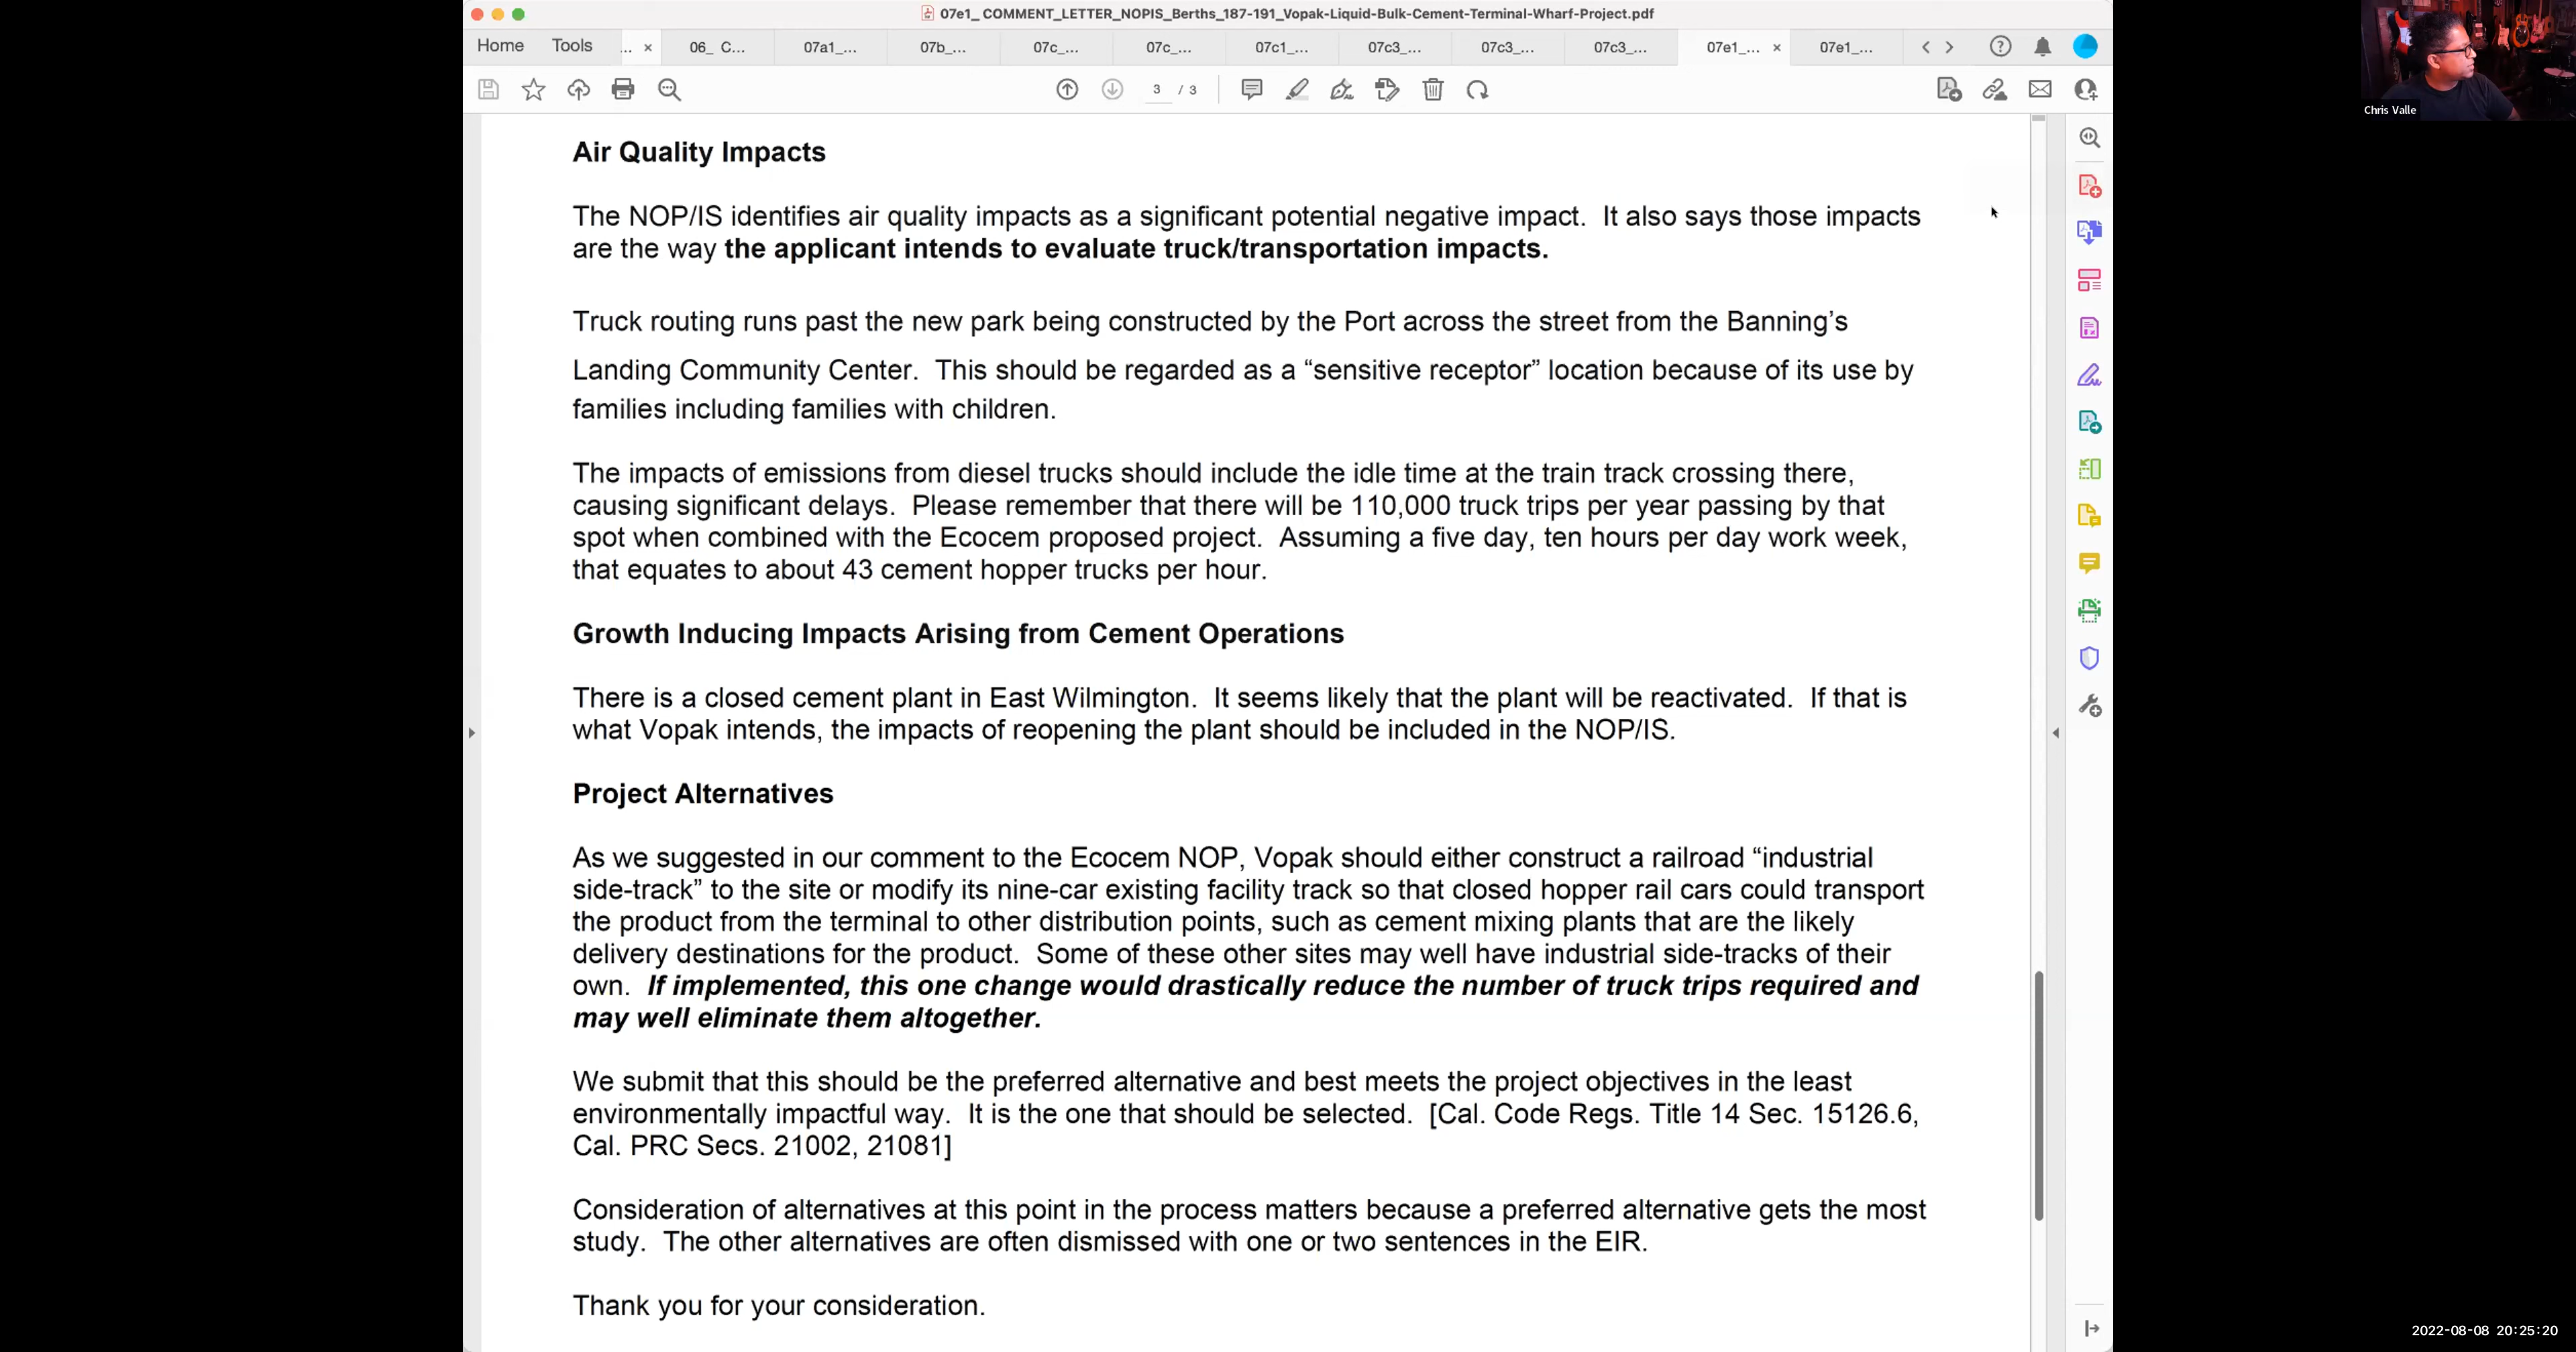 07e1_ COMMENT_LETTER_NOPIS_Berths_187-191_Vopak-Liquid-Bulk-Cement-Terminal-Wharf-Project.pdf
Home Tools ... 06_ C... 07a1_... 07b_... 07c_... 07c_... 07c1_... 07c3_... 07c3_... 07c3_... 07e1_... 07e1_...
3 / 3
Chris Valle
Air Quality Impacts
The NOP/IS identifies air quality impacts as a significant potential negative impact.  It also says those impacts
are the way the applicant intends to evaluate truck/transportation impacts.
Truck routing runs past the new park being constructed by the Port across the street from the Banning’s
Landing Community Center.  This should be regarded as a “sensitive receptor” location because of its use by
families including families with children.
The impacts of emissions from diesel trucks should include the idle time at the train track crossing there,
causing significant delays.  Please remember that there will be 110,000 truck trips per year passing by that
spot when combined with the Ecocem proposed project.  Assuming a five day, ten hours per day work week,
that equates to about 43 cement hopper trucks per hour.
Growth Inducing Impacts Arising from Cement Operations
There is a closed cement plant in East Wilmington.  It seems likely that the plant will be reactivated.  If that is
what Vopak intends, the impacts of reopening the plant should be included in the NOP/IS.
Project Alternatives
As we suggested in our comment to the Ecocem NOP, Vopak should either construct a railroad “industrial
side-track” to the site or modify its nine-car existing facility track so that closed hopper rail cars could transport
the product from the terminal to other distribution points, such as cement mixing plants that are the likely
delivery destinations for the product.  Some of these other sites may well have industrial side-tracks of their
own.  If implemented, this one change would drastically reduce the number of truck trips required and
may well eliminate them altogether.
We submit that this should be the preferred alternative and best meets the project objectives in the least
environmentally impactful way.  It is the one that should be selected.  [Cal. Code Regs. Title 14 Sec. 15126.6,
Cal. PRC Secs. 21002, 21081]
Consideration of alternatives at this point in the process matters because a preferred alternative gets the most
study.  The other alternatives are often dismissed with one or two sentences in the EIR.
Thank you for your consideration.
2022-08-08 20:25:20